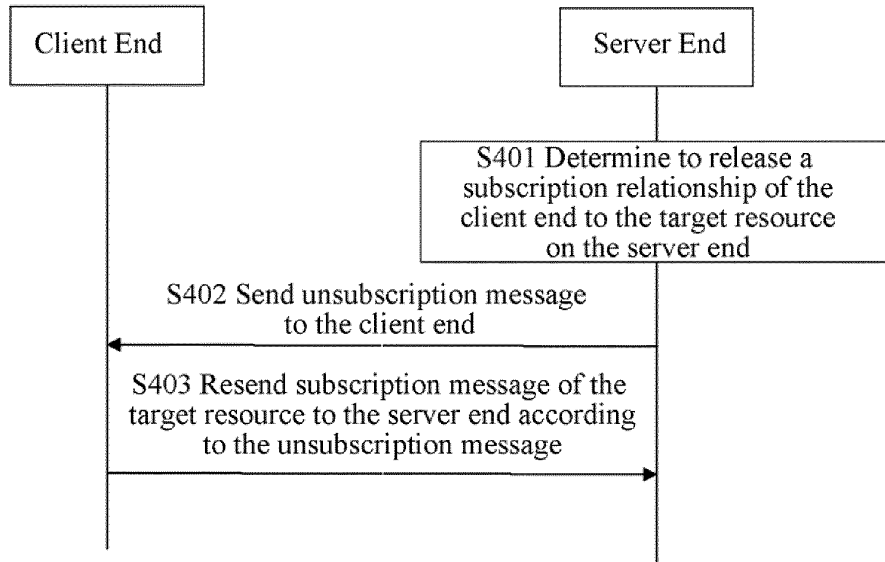 Client End
Server End
S401 Determine to release a
subscription relationship of the
client end to the target resource
on the server end
S402 Send unsubscription message
to the client end
S403 Resend subscription message of the
target resource to the server end according
to the unsubscription message